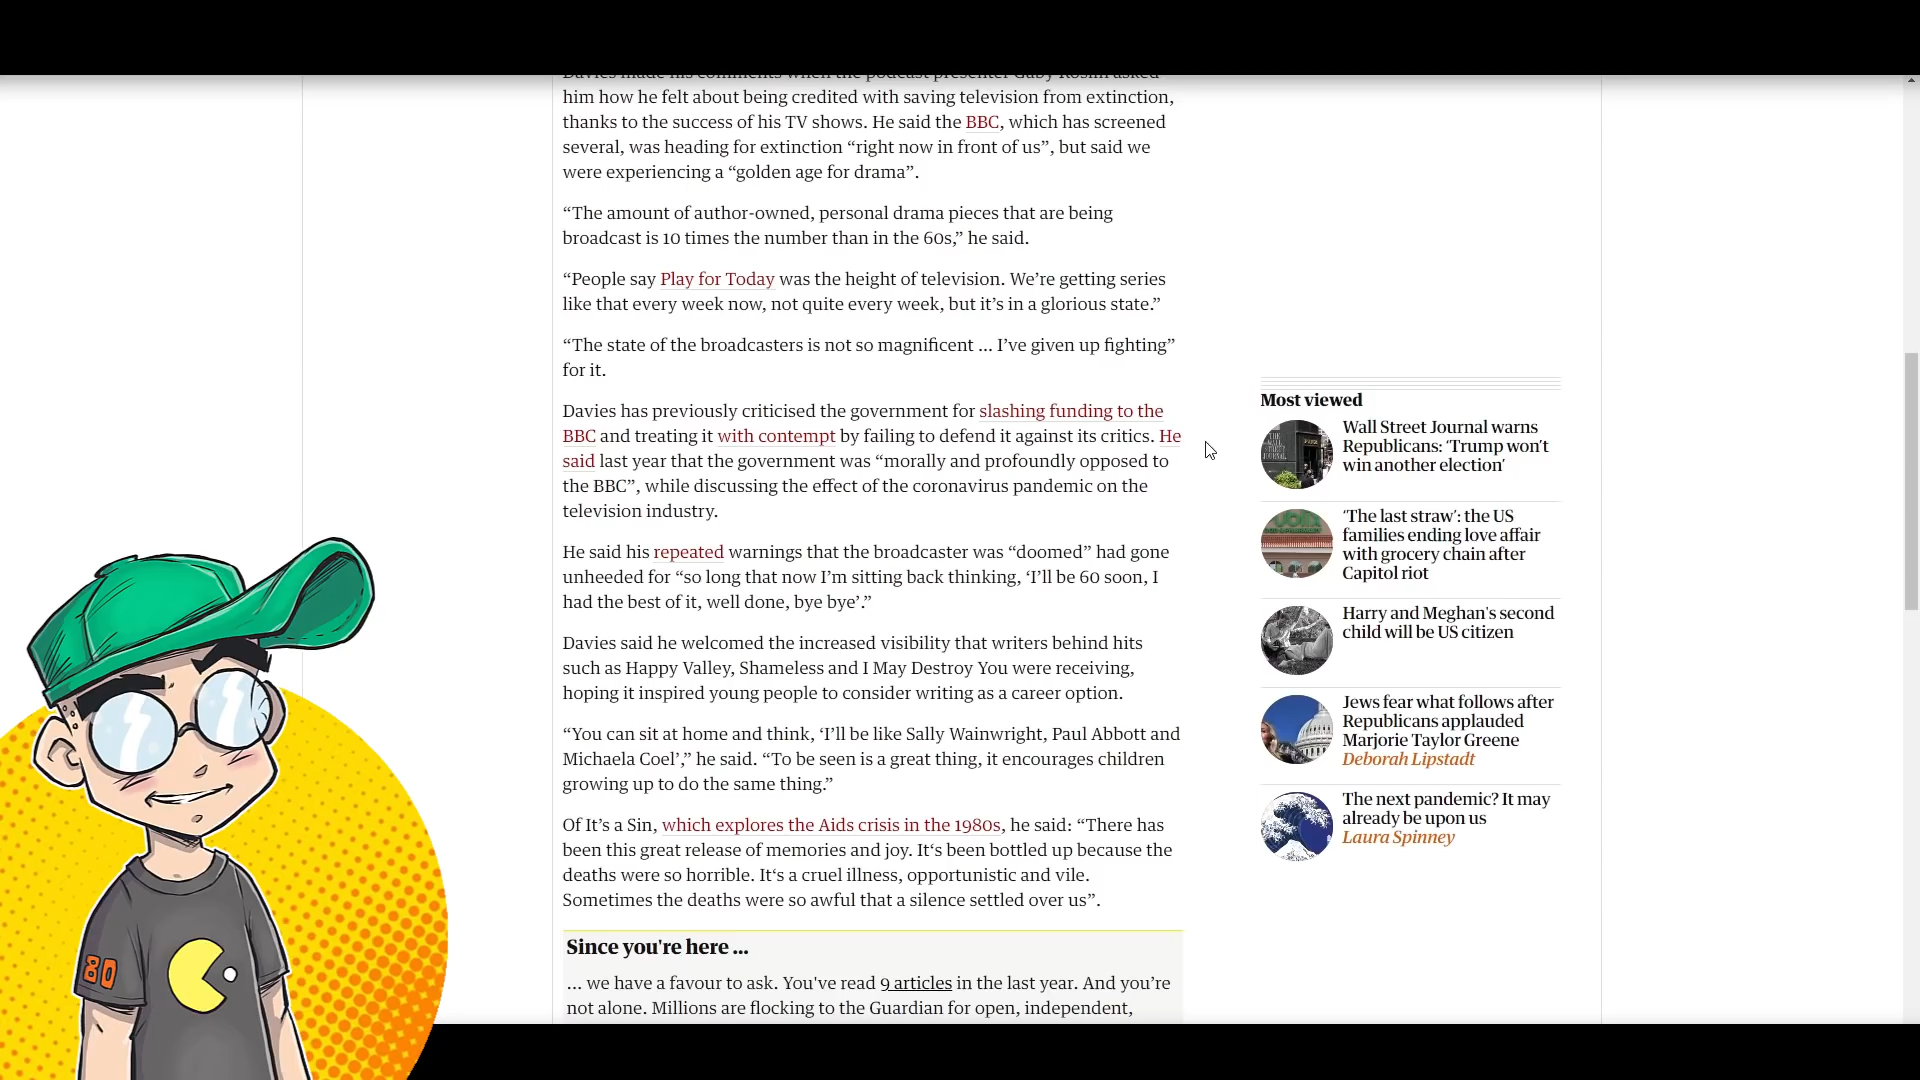 Davies made his comments when the podcast presenter Gaby Roslin asked
him how he felt about being credited with saving television from extinction,
thanks to the success of his TV shows. He said the BBC, which has screened
several, was heading for extinction “right now in front of us”, but said we
were experiencing a “golden age for drama”.
“The amount of author-owned, personal drama pieces that are being
broadcast is 10 times the number than in the 60s,” he said.
“People say Play for Today was the height of television. We’re getting series
like that every week now, not quite every week, but it’s in a glorious state.”
“The state of the broadcasters is not so magnificent ... I’ve given up fighting”
for it.
Davies has previously criticised the government for slashing funding to the
BBC and treating it with contempt by failing to defend it against its critics. He
said last year that the government was “morally and profoundly opposed to
the BBC”, while discussing the effect of the coronavirus pandemic on the
television industry.
He said his repeated warnings that the broadcaster was “doomed” had gone
unheeded for “so long that now I’m sitting back thinking, ‘I’ll be 60 soon, I
had the best of it, well done, bye bye’.”
Davies said he welcomed the increased visibility that writers behind hits
such as Happy Valley, Shameless and I May Destroy You were receiving,
hoping it inspired young people to consider writing as a career option.
“You can sit at home and think, ‘I’ll be like Sally Wainwright, Paul Abbott and
Michaela Coel’,” he said. “To be seen is a great thing, it encourages children
growing up to do the same thing.”
Of It’s a Sin, which explores the Aids crisis in the 1980s, he said: “There has
been this great release of memories and joy. It‘s been bottled up because the
deaths were so horrible. It‘s a cruel illness, opportunistic and vile.
Sometimes the deaths were so awful that a silence settled over us”.
Since you're here ...
... we have a favour to ask. You've read 9 articles in the last year. And you’re
not alone. Millions are flocking to the Guardian for open, independent,
Most viewed
Wall Street Journal warns
Republicans: ‘Trump won’t
win another election’
‘The last straw’: the US
families ending love affair
with grocery chain after
Capitol riot
Harry and Meghan's second
child will be US citizen
Jews fear what follows after
Republicans applauded
Marjorie Taylor Greene
Deborah Lipstadt
The next pandemic? It may
already be upon us
Laura Spinney
80